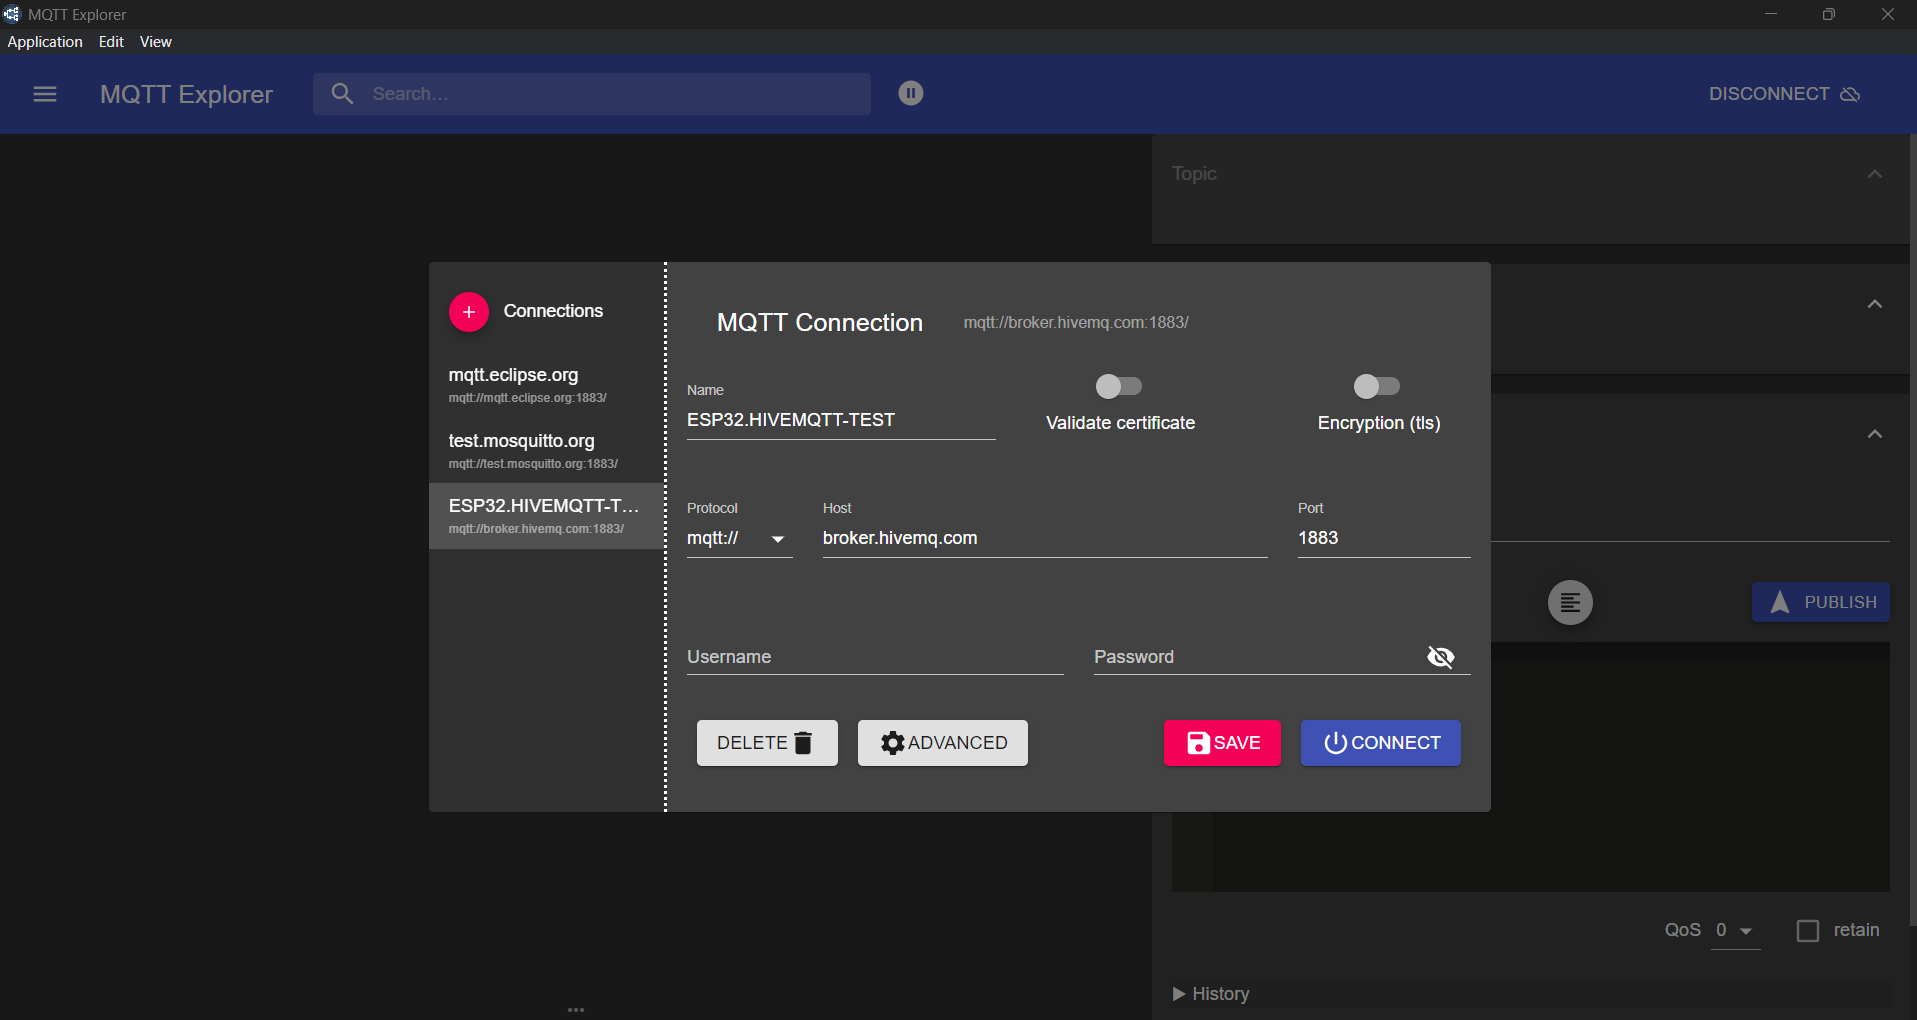 MQTT Explorer
Application Edit View
MQTT Explorer
Search...
DISCONNECT
Topic
Connections
mqtt.eclipse.org
mqtt://mqtt.eclipse.org:1883/
test.mosquitto.org
mqtt://test.mosquitto.org:1883/
ESP32.HIVEMQTT-T...
mqtt://broker.hivemq.com:1883/
MQTT Connection mqtt://broker.hivemq.com:1883/
Name
ESP32.HIVEMQTT-TEST
Validate certificate
Encryption (tls)
Protocol Host Port
mqtt:// broker.hivemq.com 1883
Username Password
DELETE ADVANCED SAVE CONNECT
PUBLISH
QoS 0 retain
History